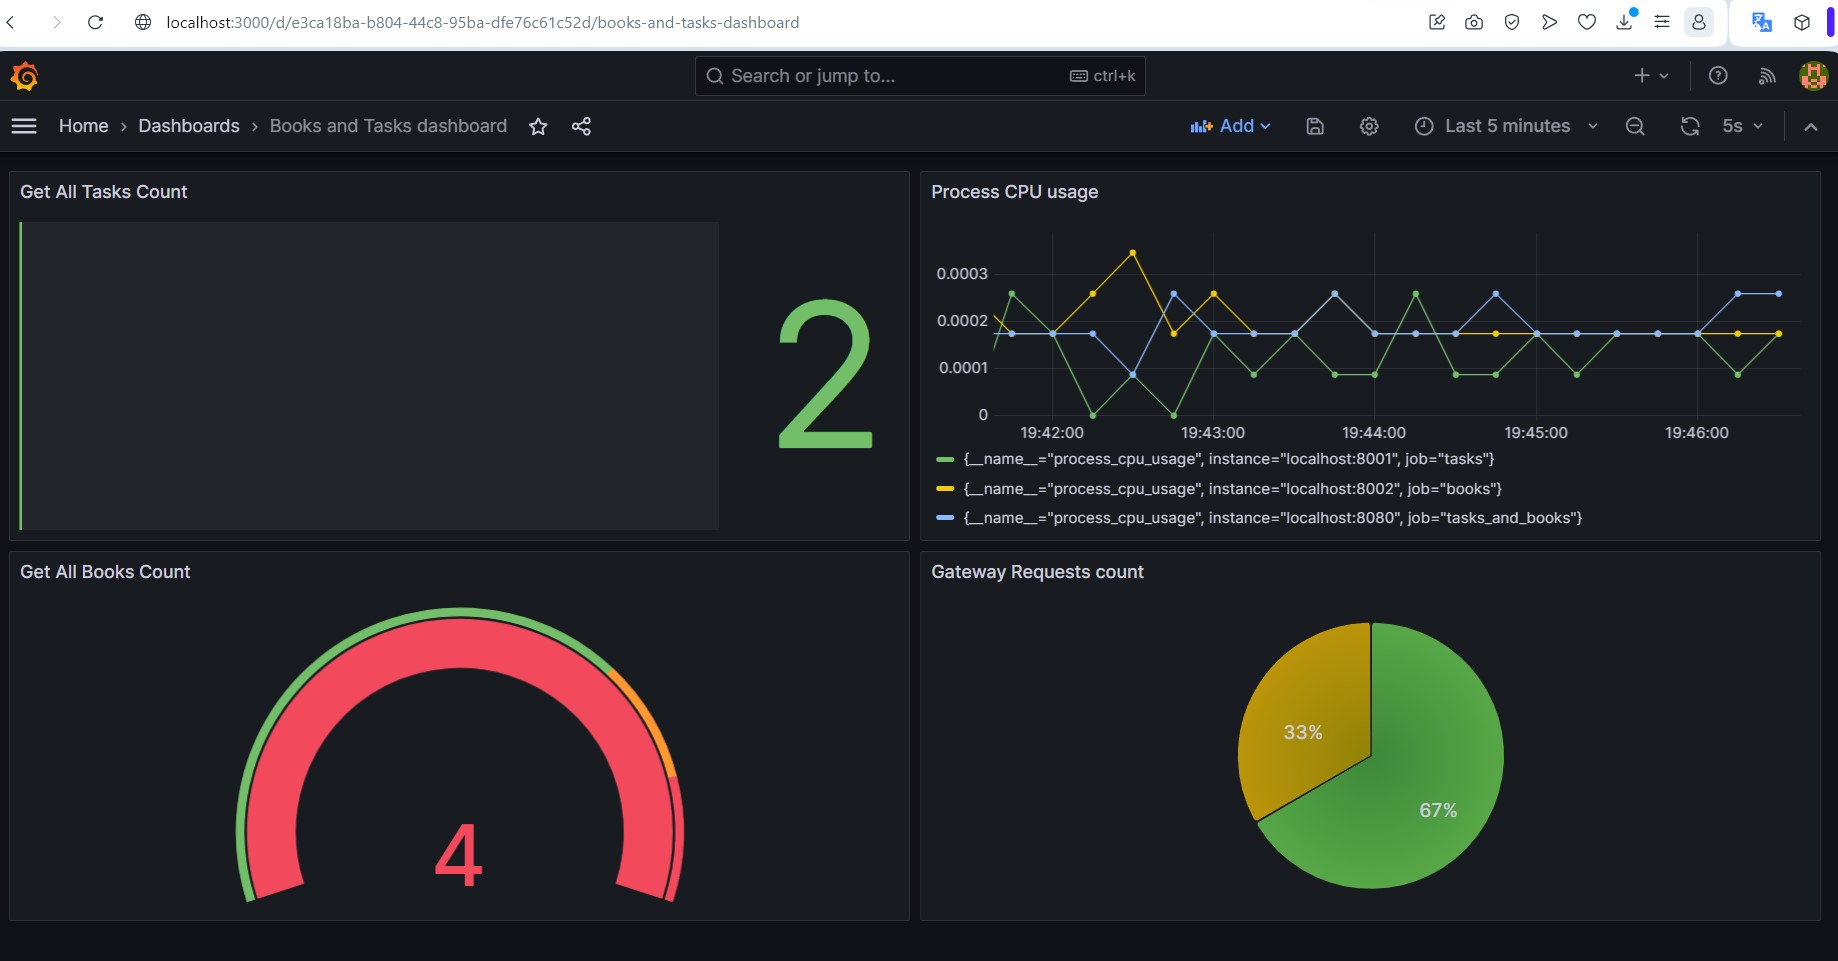 localhost:3000/d/e3ca18ba-b804-44c8-95ba-dfe76c61c52d/books-and-tasks-dashboard
Search or jump to... ctrl+k
Home › Dashboards › Books and Tasks dashboard Add Last 5 minutes 5s
Get All Tasks Count
2
Process CPU usage
0.0003
0.0002
0.0001
0
19:42:00 19:43:00 19:44:00 19:45:00 19:46:00
{__name__="process_cpu_usage", instance="localhost:8001", job="tasks"}
{__name__="process_cpu_usage", instance="localhost:8002", job="books"}
{__name__="process_cpu_usage", instance="localhost:8080", job="tasks_and_books"}
Get All Books Count
4
Gateway Requests count
33%
67%